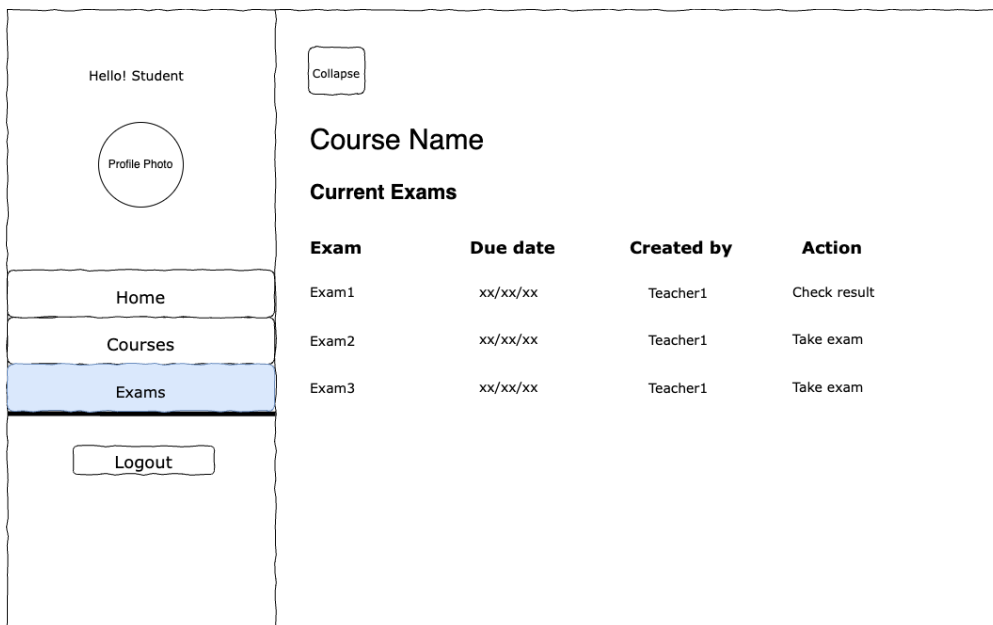 Hello! Student
Profile Photo
Home
Courses
Exams
Logout
Collapse
Course Name
Current Exams
Exam Due date Created by Action
Exam1 xx/xx/xx Teacher1 Check result
Exam2 xx/xx/xx Teacher1 Take exam
Exam3 xx/xx/xx Teacher1 Take exam